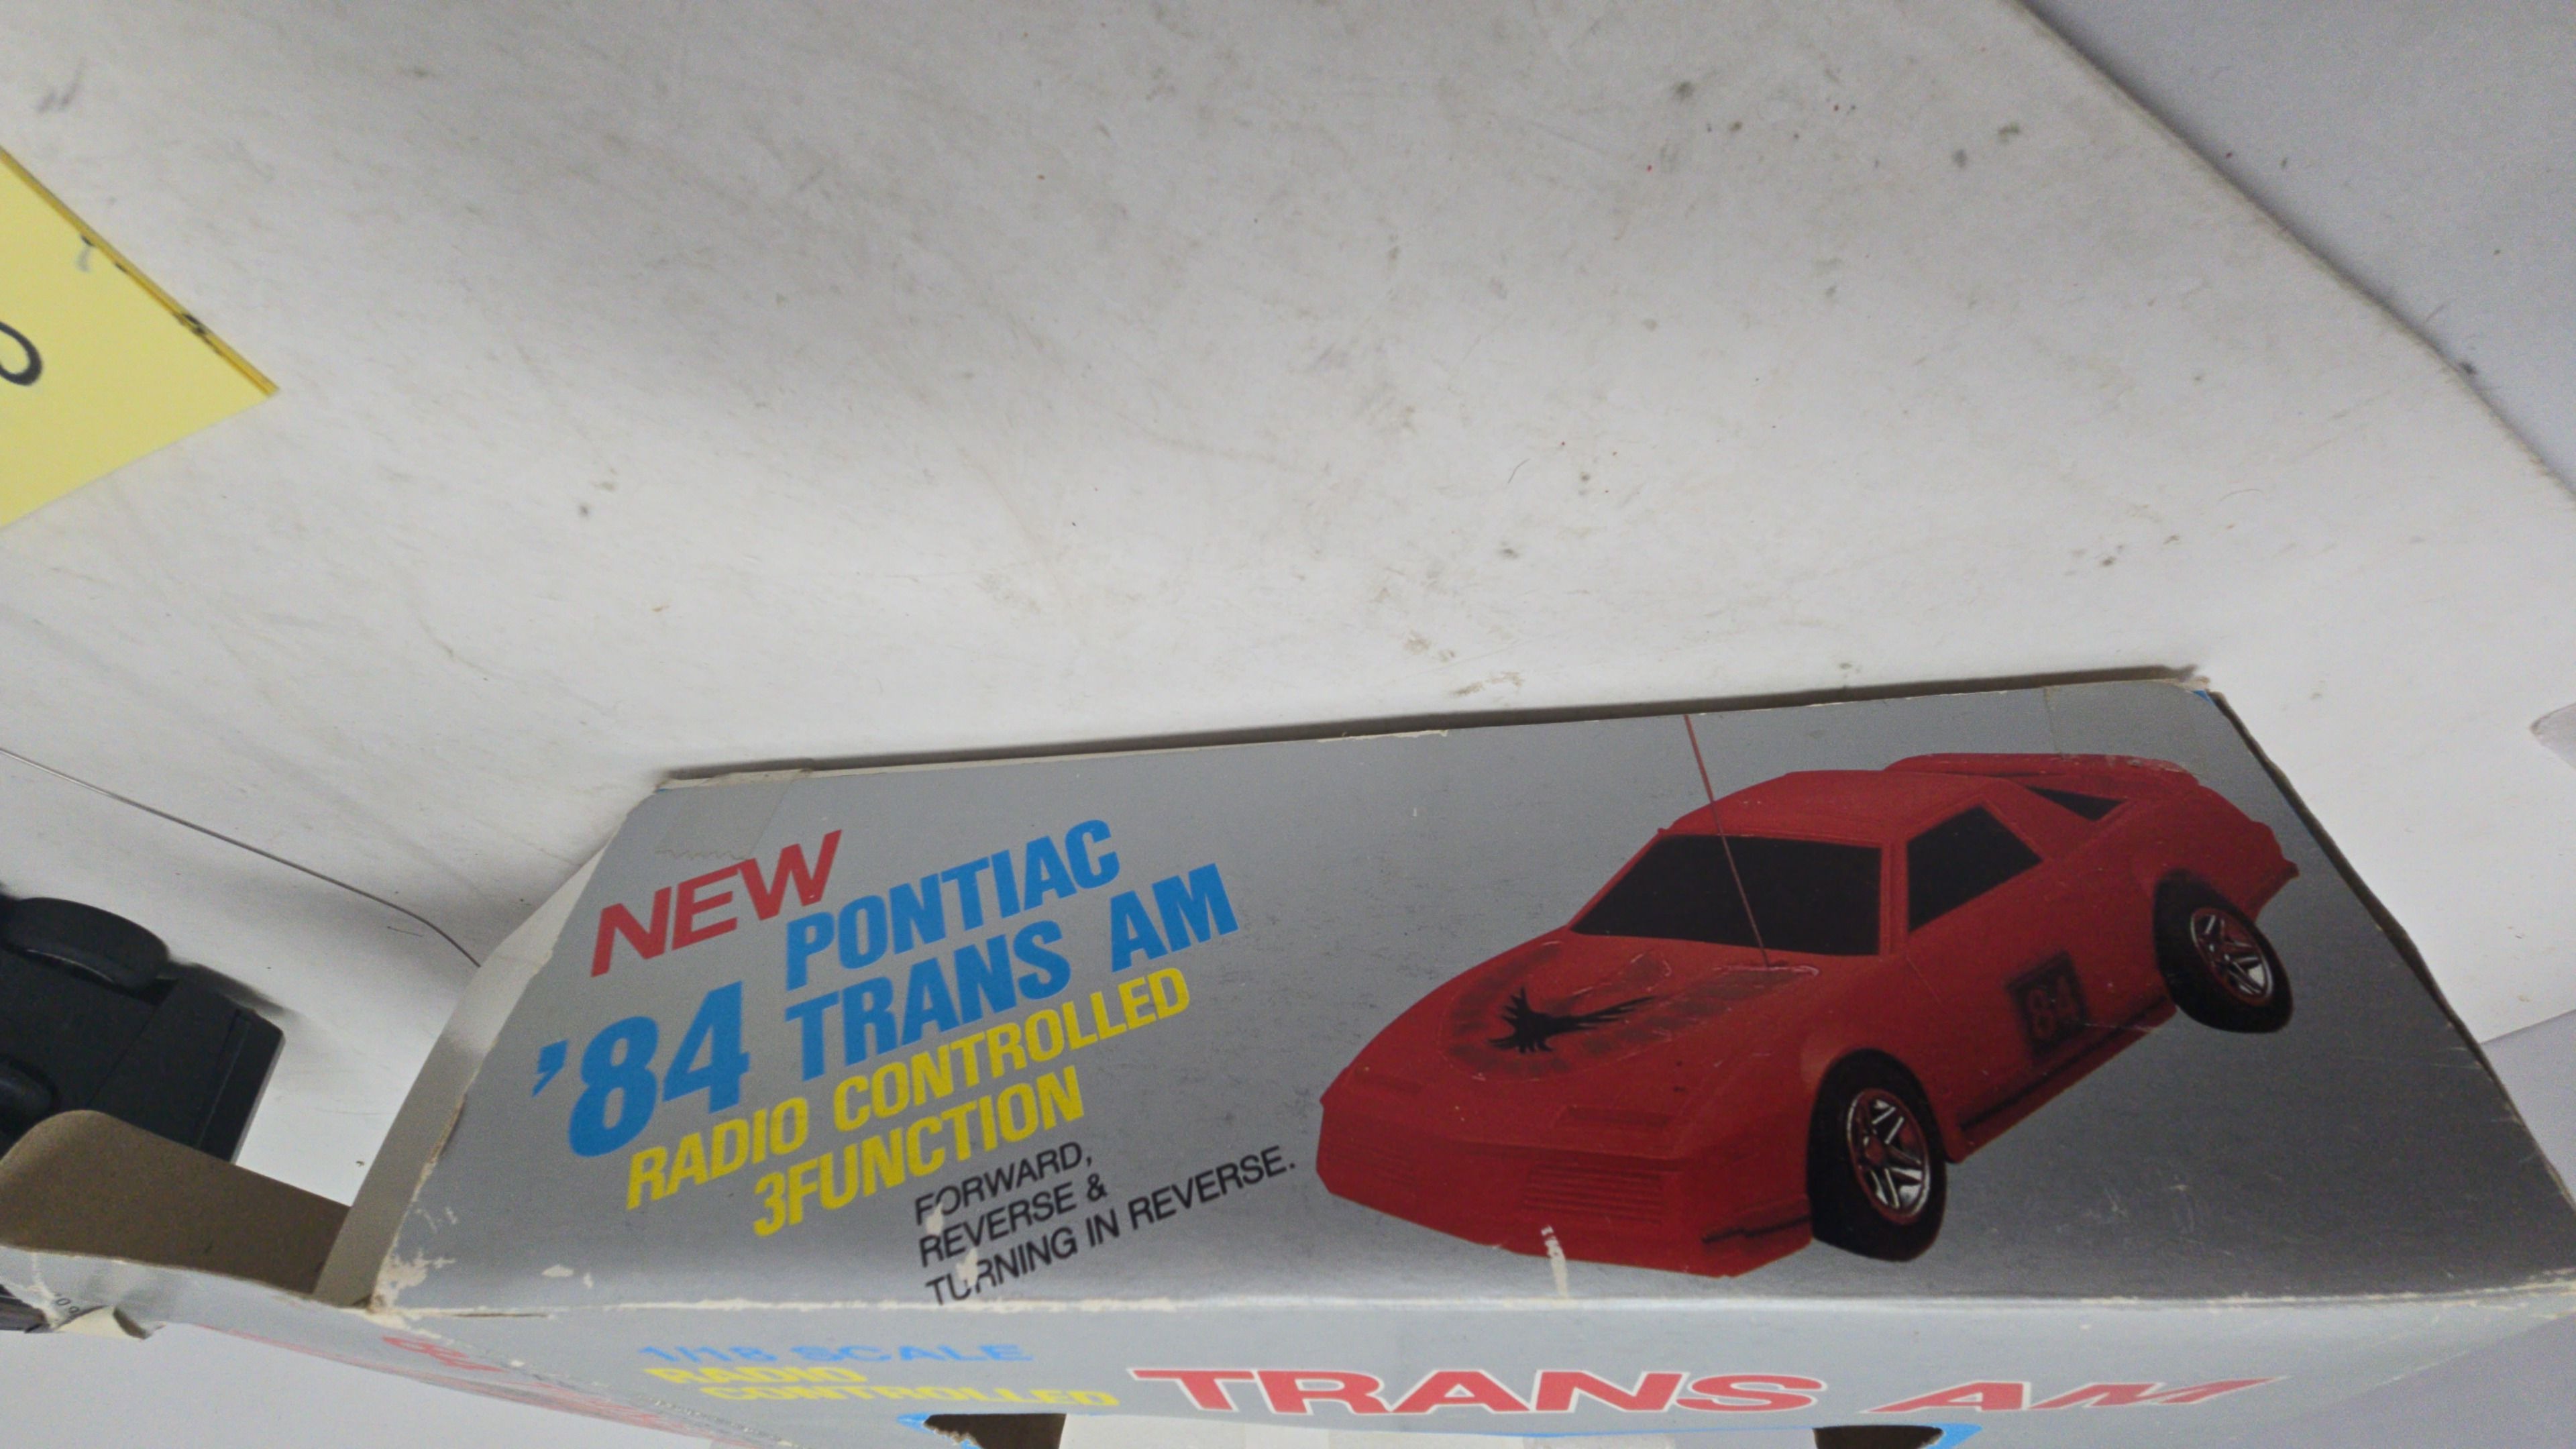 NEW
PONTIAC
'84 TRANS AM
RADIO CONTROLLED
3FUNCTION
FORWARD,
REVERSE &
TURNING IN REVERSE.
84
1/18 SCALE
RADIO
CONTROLLED
TRANS AM